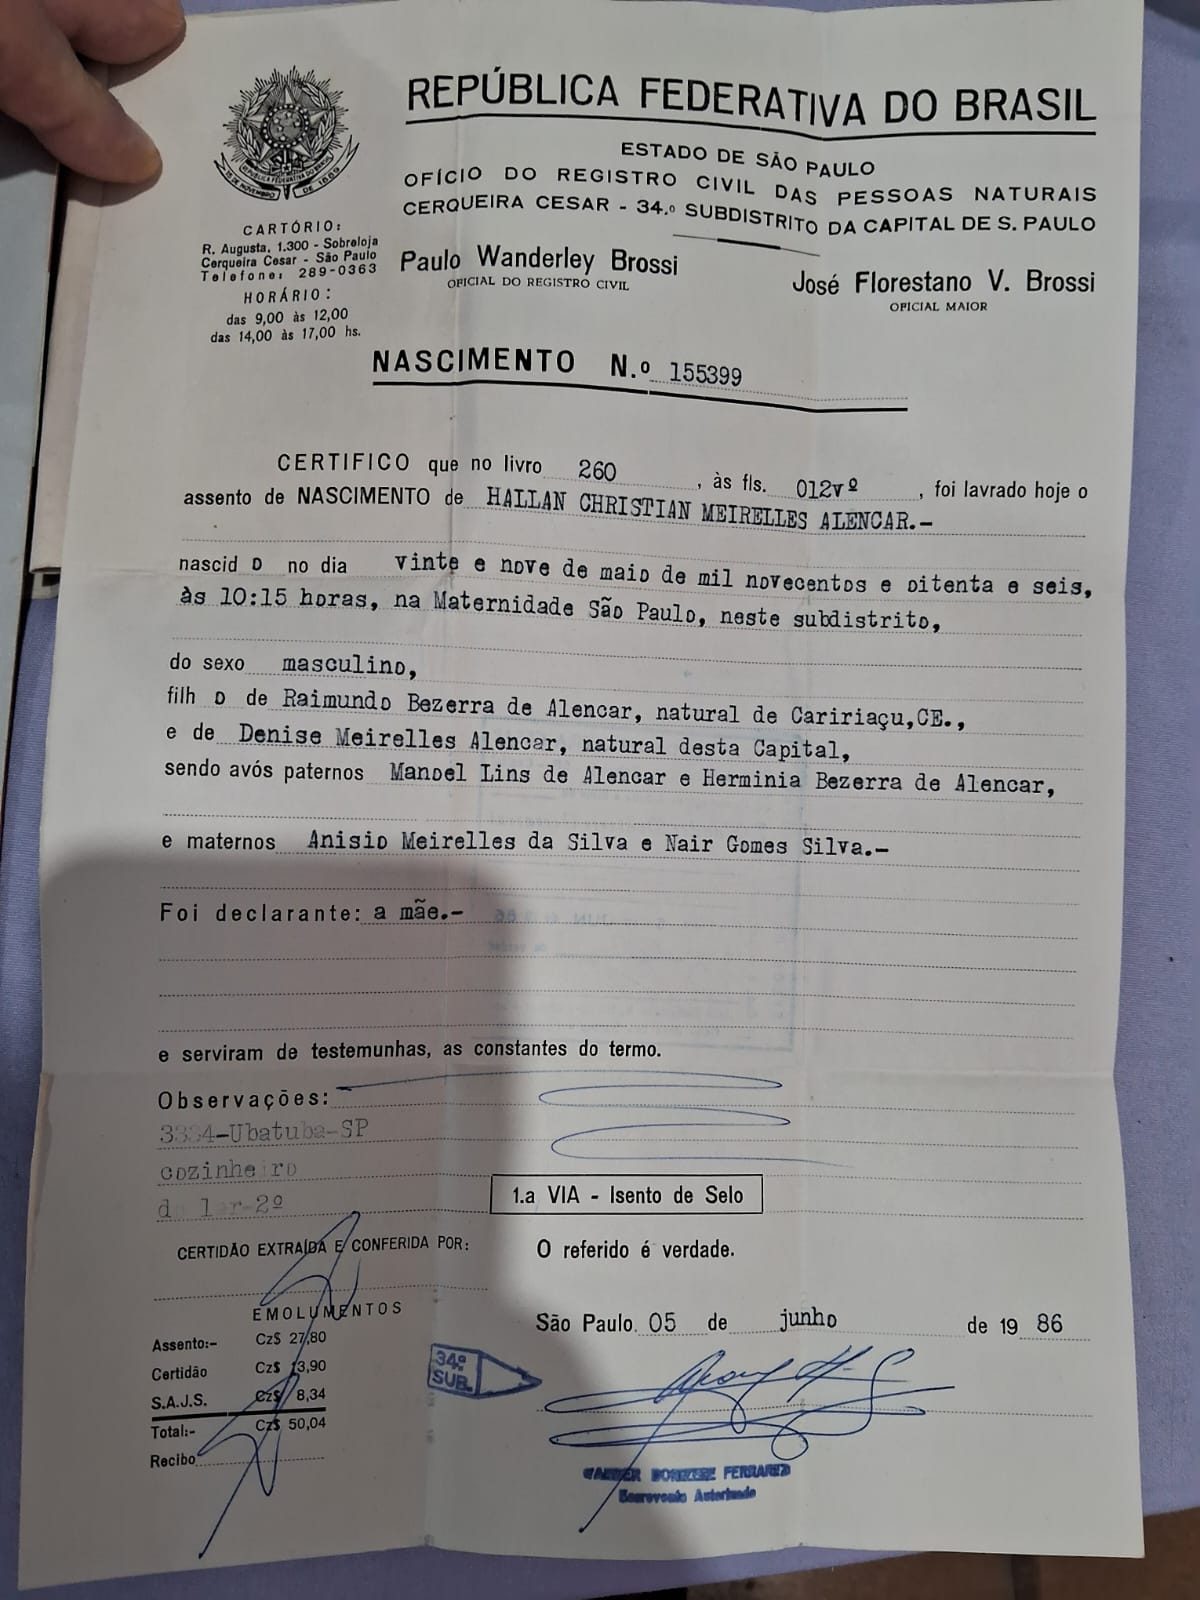 REPÚBLICA FEDERATIVA DO BRASIL
ESTADO DE SÃO PAULO
OFÍCIO DO REGISTRO CIVIL DAS PESSOAS NATURAIS
CERQUEIRA CESAR - 34.º SUBDISTRITO DA CAPITAL DE S. PAULO
REPUBLICA FEDERATIVA DO BRASIL
15 DE NOVEMBRO DE 1889
CARTÓRIO:
R. Augusta, 1.300 - Sobreloja
Cerqueira Cesar - São Paulo
Telefone: 289-0363
HORÁRIO:
das 9,00 às 12,00
das 14,00 às 17,00 hs.
Paulo Wanderley Brossi
OFICIAL DO REGISTRO CIVIL
José Florestano V. Brossi
OFICIAL MAIOR
NASCIMENTO N.º 155399
CERTIFICO que no livro 260, às fls. 012vº, foi lavrado hoje o
assento de NASCIMENTO de HALLAN CHRISTIAN MEIRELLES ALENCAR.-
nascid o no dia vinte e nove de maio de mil novecentos e oitenta e seis,
às 10:15 horas, na Maternidade São Paulo, neste subdistrito,
do sexo masculino,
filh o de Raimundo Bezerra de Alencar, natural de Caririaçu,CE.,
e de Denise Meirelles Alencar, natural desta Capital,
sendo avós paternos Manoel Lins de Alencar e Herminia Bezerra de Alencar,
e maternos Anisio Meirelles da Silva e Nair Gomes Silva.-
Foi declarante: a mãe.-
e serviram de testemunhas, as constantes do termo.
Observações:
-Ubatuba-SP
cozinheiro
1.a VIA - Isento de Selo
CERTIDÃO EXTRAÍDA E CONFERIDA POR:
O referido é verdade.
EMOLUMENTOS
Assento:- Cz$ 27,80
Certidão Cz$ 13,90
S.A.J.S. Cz$ 8,34
Total:- Cz$ 50,04
Recibo
São Paulo, 05 de junho de 19 86
34.º
SUB.
Escrevente Autorizado